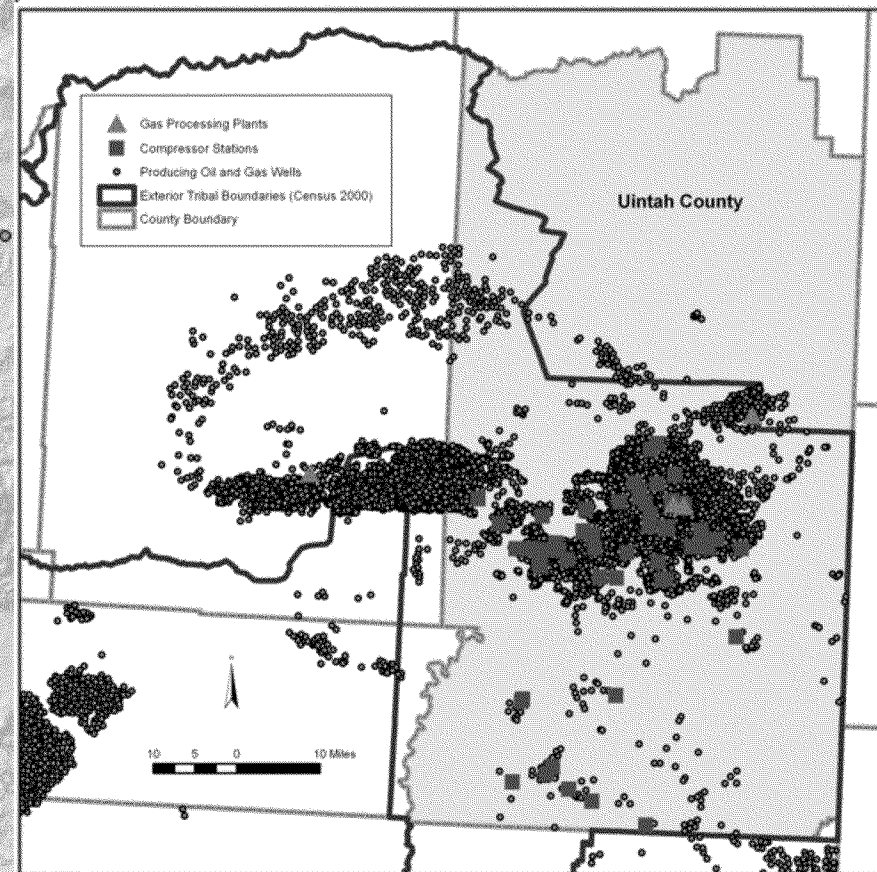 Gas Processing Plants
Compressor Stations
Producing Oil and Gas Wells
Exterior Tribal Boundaries (Census 2000)
County Boundary
Uintah County
10 5 0 10 Miles